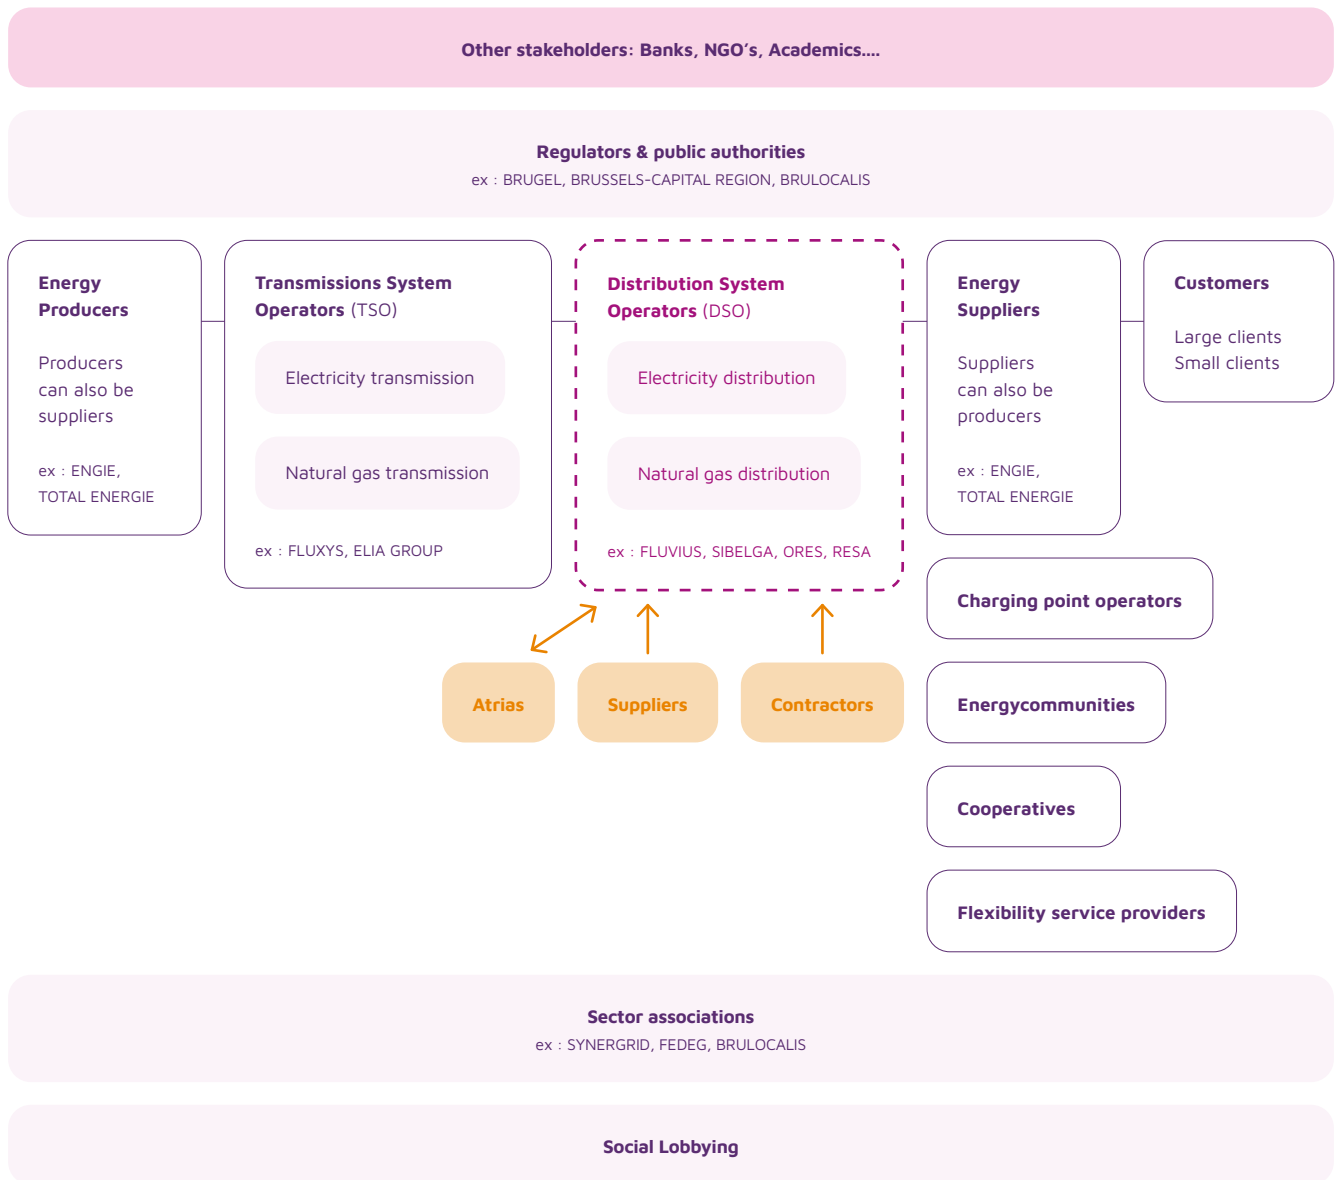 Other stakeholders: Banks, NGO’s, Academics....
Regulators & public authorities
ex : BRUGEL, BRUSSELS-CAPITAL REGION, BRULOCALIS
Energy
Producers
Producers
can also be
suppliers
ex : ENGIE,
TOTAL ENERGIE
Transmissions System
Operators (TSO)
Electricity transmission
Natural gas transmission
ex : FLUXYS, ELIA GROUP
Distribution System
Operators (DSO)
Electricity distribution
Natural gas distribution
ex : FLUVIUS, SIBELGA, ORES, RESA
Energy
Suppliers
Suppliers
can also be
producers
ex : ENGIE,
TOTAL ENERGIE
Customers
Large clients
Small clients
Atrias
Suppliers
Contractors
Charging point operators
Energycommunities
Cooperatives
Flexibility service providers
Sector associations
ex : SYNERGRID, FEDEG, BRULOCALIS
Social Lobbying